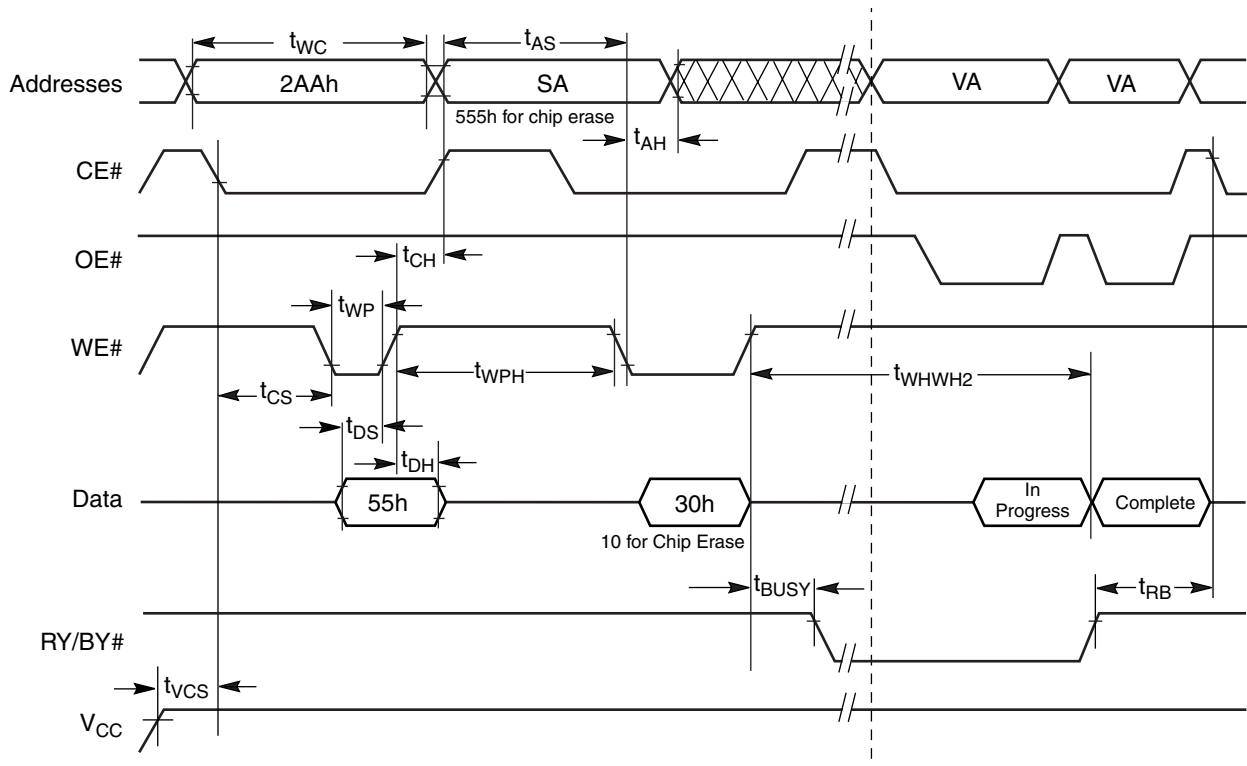 tWC
tAS
Addresses
2AAh
SA
VA
VA
555h for chip erase
tAH
CE#
OE#
tCH
tWP
WE#
tWPH
tWHWH2
tCS
tDS
tDH
Data
55h
30h
In
Progress
Complete
10 for Chip Erase
tBUSY
tRB
RY/BY#
tVCS
VCC